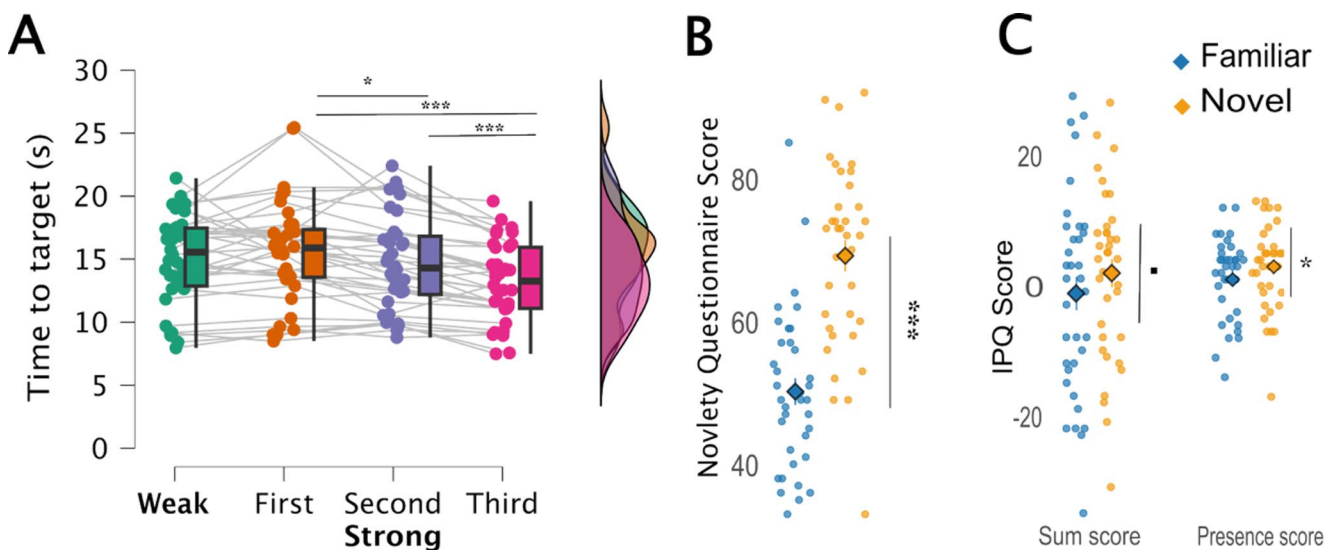 A
Time to target (s)
30
25
20
15
10
5
0
*
***
***
Weak
First
Second
Third
Strong
B
Novlety Questionnaire Score
80
60
40
***
C
Familiar
Novel
IPQ Score
20
0
-20
*
Sum score
Presence score